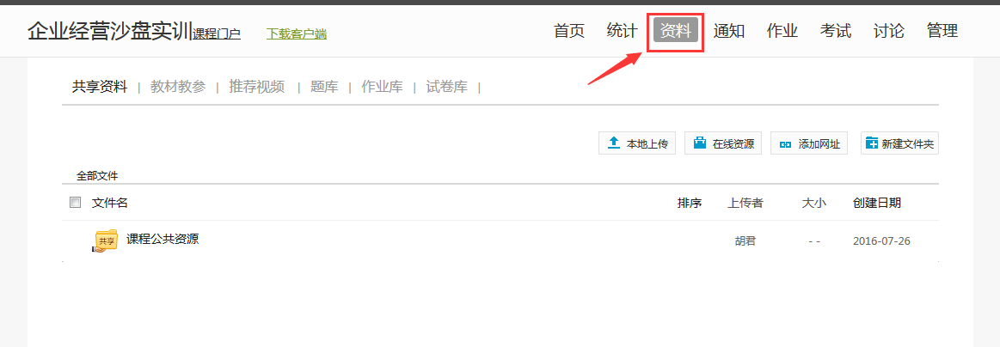 企业经营沙盘实训课程门户 下载客户端 首页 统计 资料 通知 作业 考试 讨论 管理
共享资料 | 教材教参 | 推荐视频 | 题库 | 作业库 | 试卷库 |
本地上传 在线资源 添加网址 新建文件夹
全部文件
文件名 排序 上传者 大小 创建日期
共享 课程公共资源 胡君 - - 2016-07-26